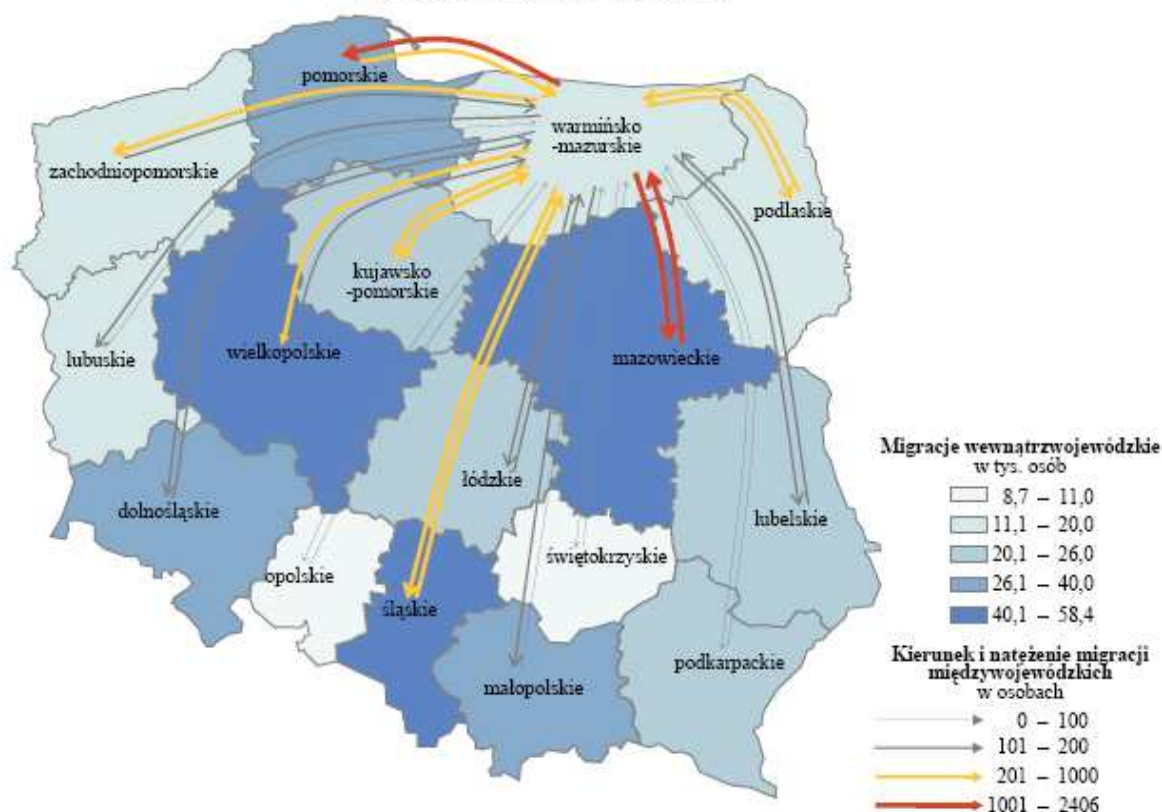 pomorskie
warmińsko
-mazurskie
zachodniopomorskie
podlaskie
kujawsko
-pomorskie
lubuskie
wielkopolskie
mazowieckie
łódzkie
dolnośląskie
lubelskie
opolskie
świętokrzyskie
śląskie
podkarpackie
małopolskie
Migracje wewnątrzwojewódzkie
w tys. osób
8,7 – 11,0
11,1 – 20,0
20,1 – 26,0
26,1 – 40,0
40,1 – 58,4
Kierunek i natężenie migracji
międzywojewódzkich
w osobach
0 – 100
101 – 200
201 – 1000
1001 – 2406